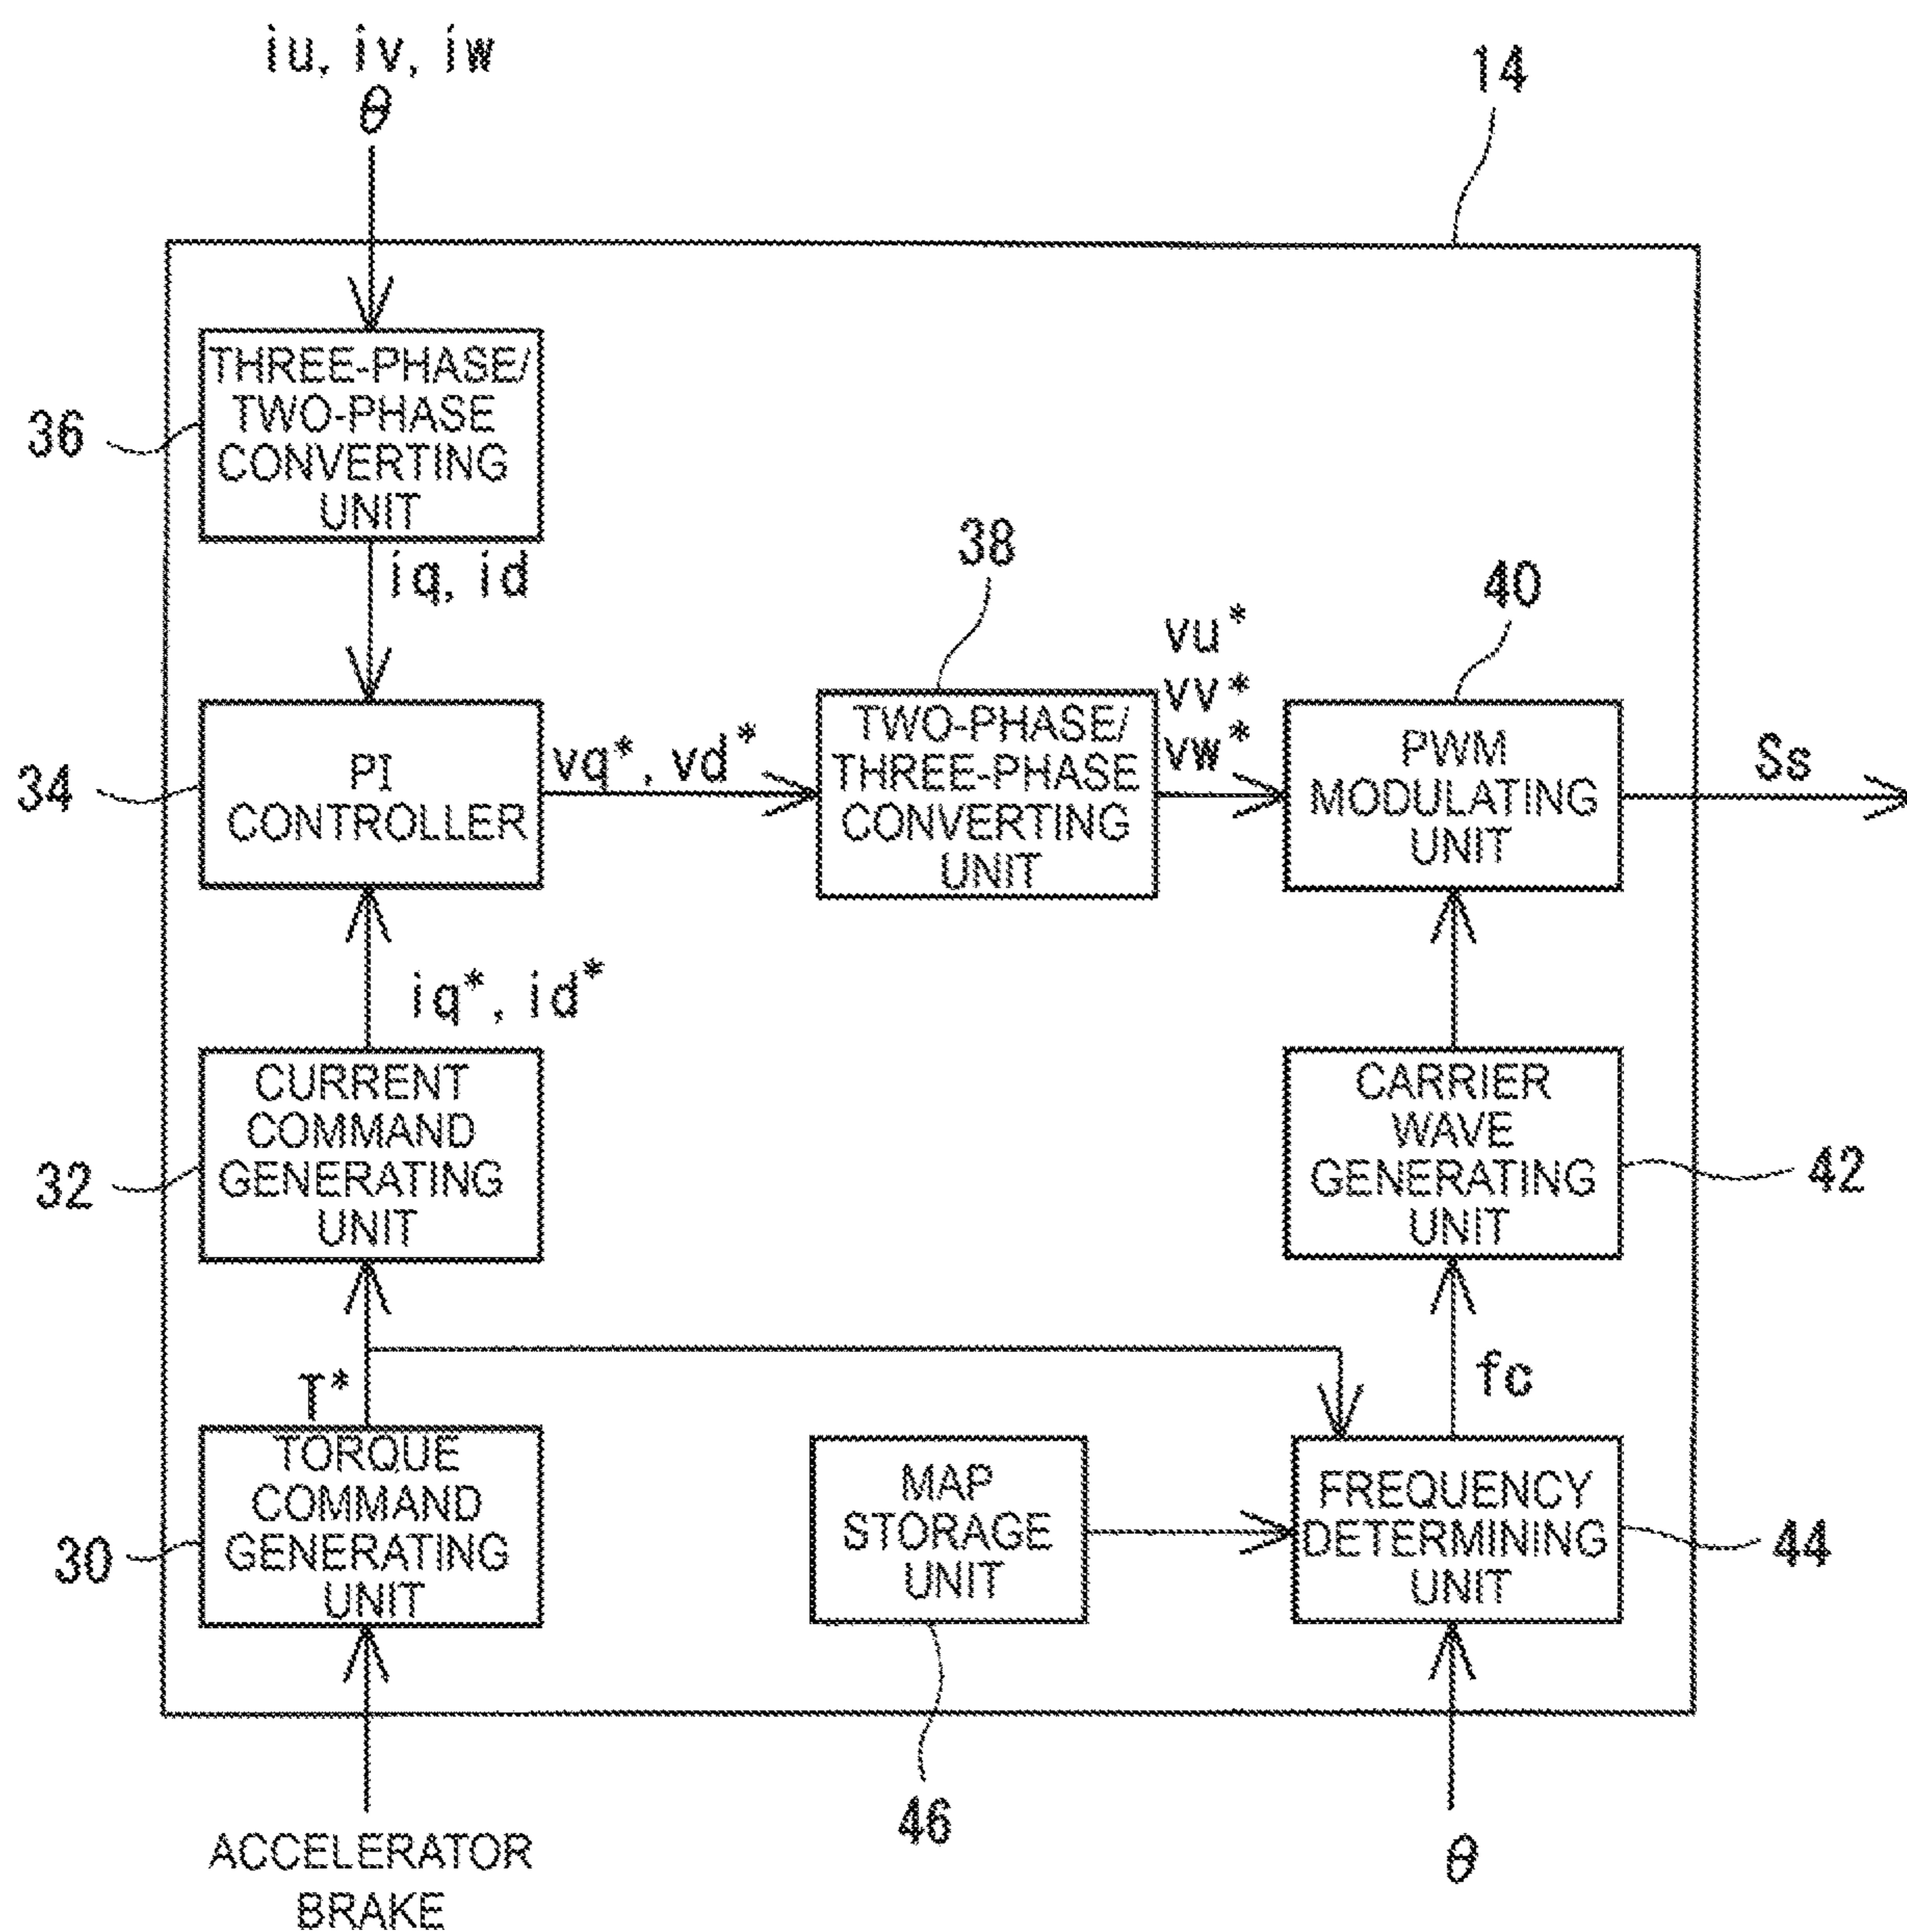 iu, iv, iw
θ
14
THREE-PHASE/
TWO-PHASE
CONVERTING
UNIT
36
iq, id
38
40
vu*
vv*
vw*
PI
CONTROLLER
34
vq*, vd*
TWO-PHASE/
THREE-PHASE
CONVERTING
UNIT
PWM
MODULATING
UNIT
Ss
iq*, id*
CURRENT
COMMAND
GENERATING
UNIT
32
CARRIER
WAVE
GENERATING
UNIT
42
T*
fc
TORQUE
COMMAND
GENERATING
UNIT
30
MAP
STORAGE
UNIT
FREQUENCY
DETERMINING
UNIT
44
46
ACCELERATOR
BRAKE
θ